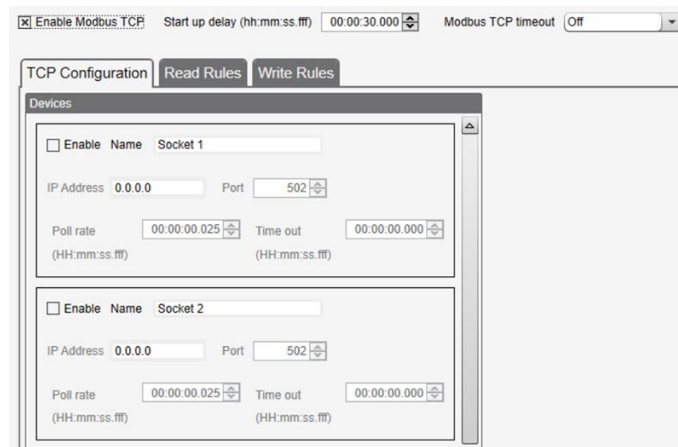 Enable Modbus TCP Start up delay (hh:mm:ss.fff) 00:00:30.000 Modbus TCP timeout Off
TCP Configuration Read Rules Write Rules
Devices
Enable Name Socket 1
IP Address 0.0.0.0 Port 502
Poll rate 00:00:00.025 Time out 00:00:00.000
(HH:mm:ss.fff) (HH:mm:ss.fff)
Enable Name Socket 2
IP Address 0.0.0.0 Port 502
Poll rate 00:00:00.025 Time out 00:00:00.000
(HH:mm:ss.fff) (HH:mm:ss.fff)